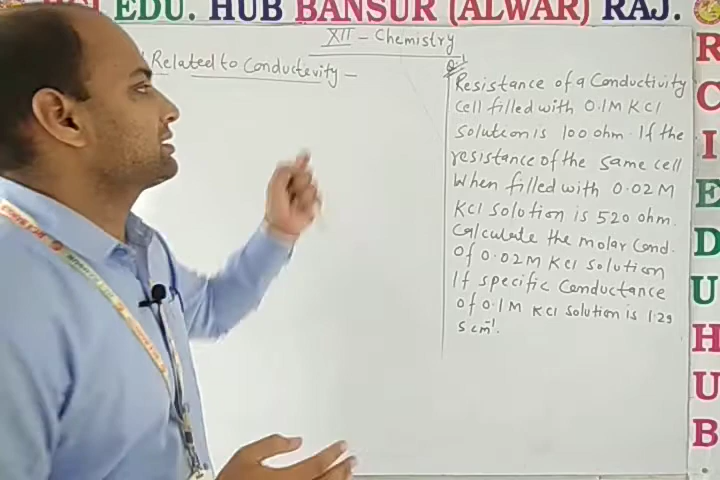 EDU. HUB BANSUR (ALWAR) RAJ.
XII - Chemistry
Related to Conductevity -
Q.1
Resistance of a Conductivity
Cell filled with 0.1M KCl
Solution is 100 ohm. If the
resistance of the same cell
When filled with 0.02 M
KCl Solution is 520 ohm.
Calculate the molar Cond.
of 0.02M KCl solution
If specific Conductance
of 0.1M KCl solution is 1.29
S cm⁻¹.
R
C
I
E
D
U
H
U
B